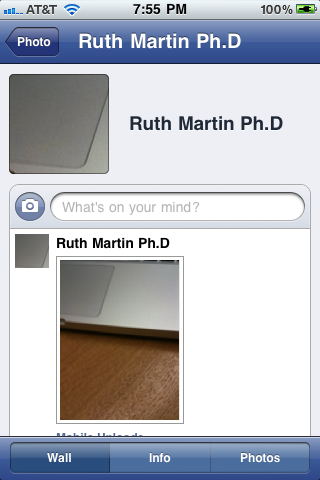 AT&T 7:55 PM 100%
Photo Ruth Martin Ph.D
Ruth Martin Ph.D
What's on your mind?
Ruth Martin Ph.D
Mobile Uploads
Wall Info Photos